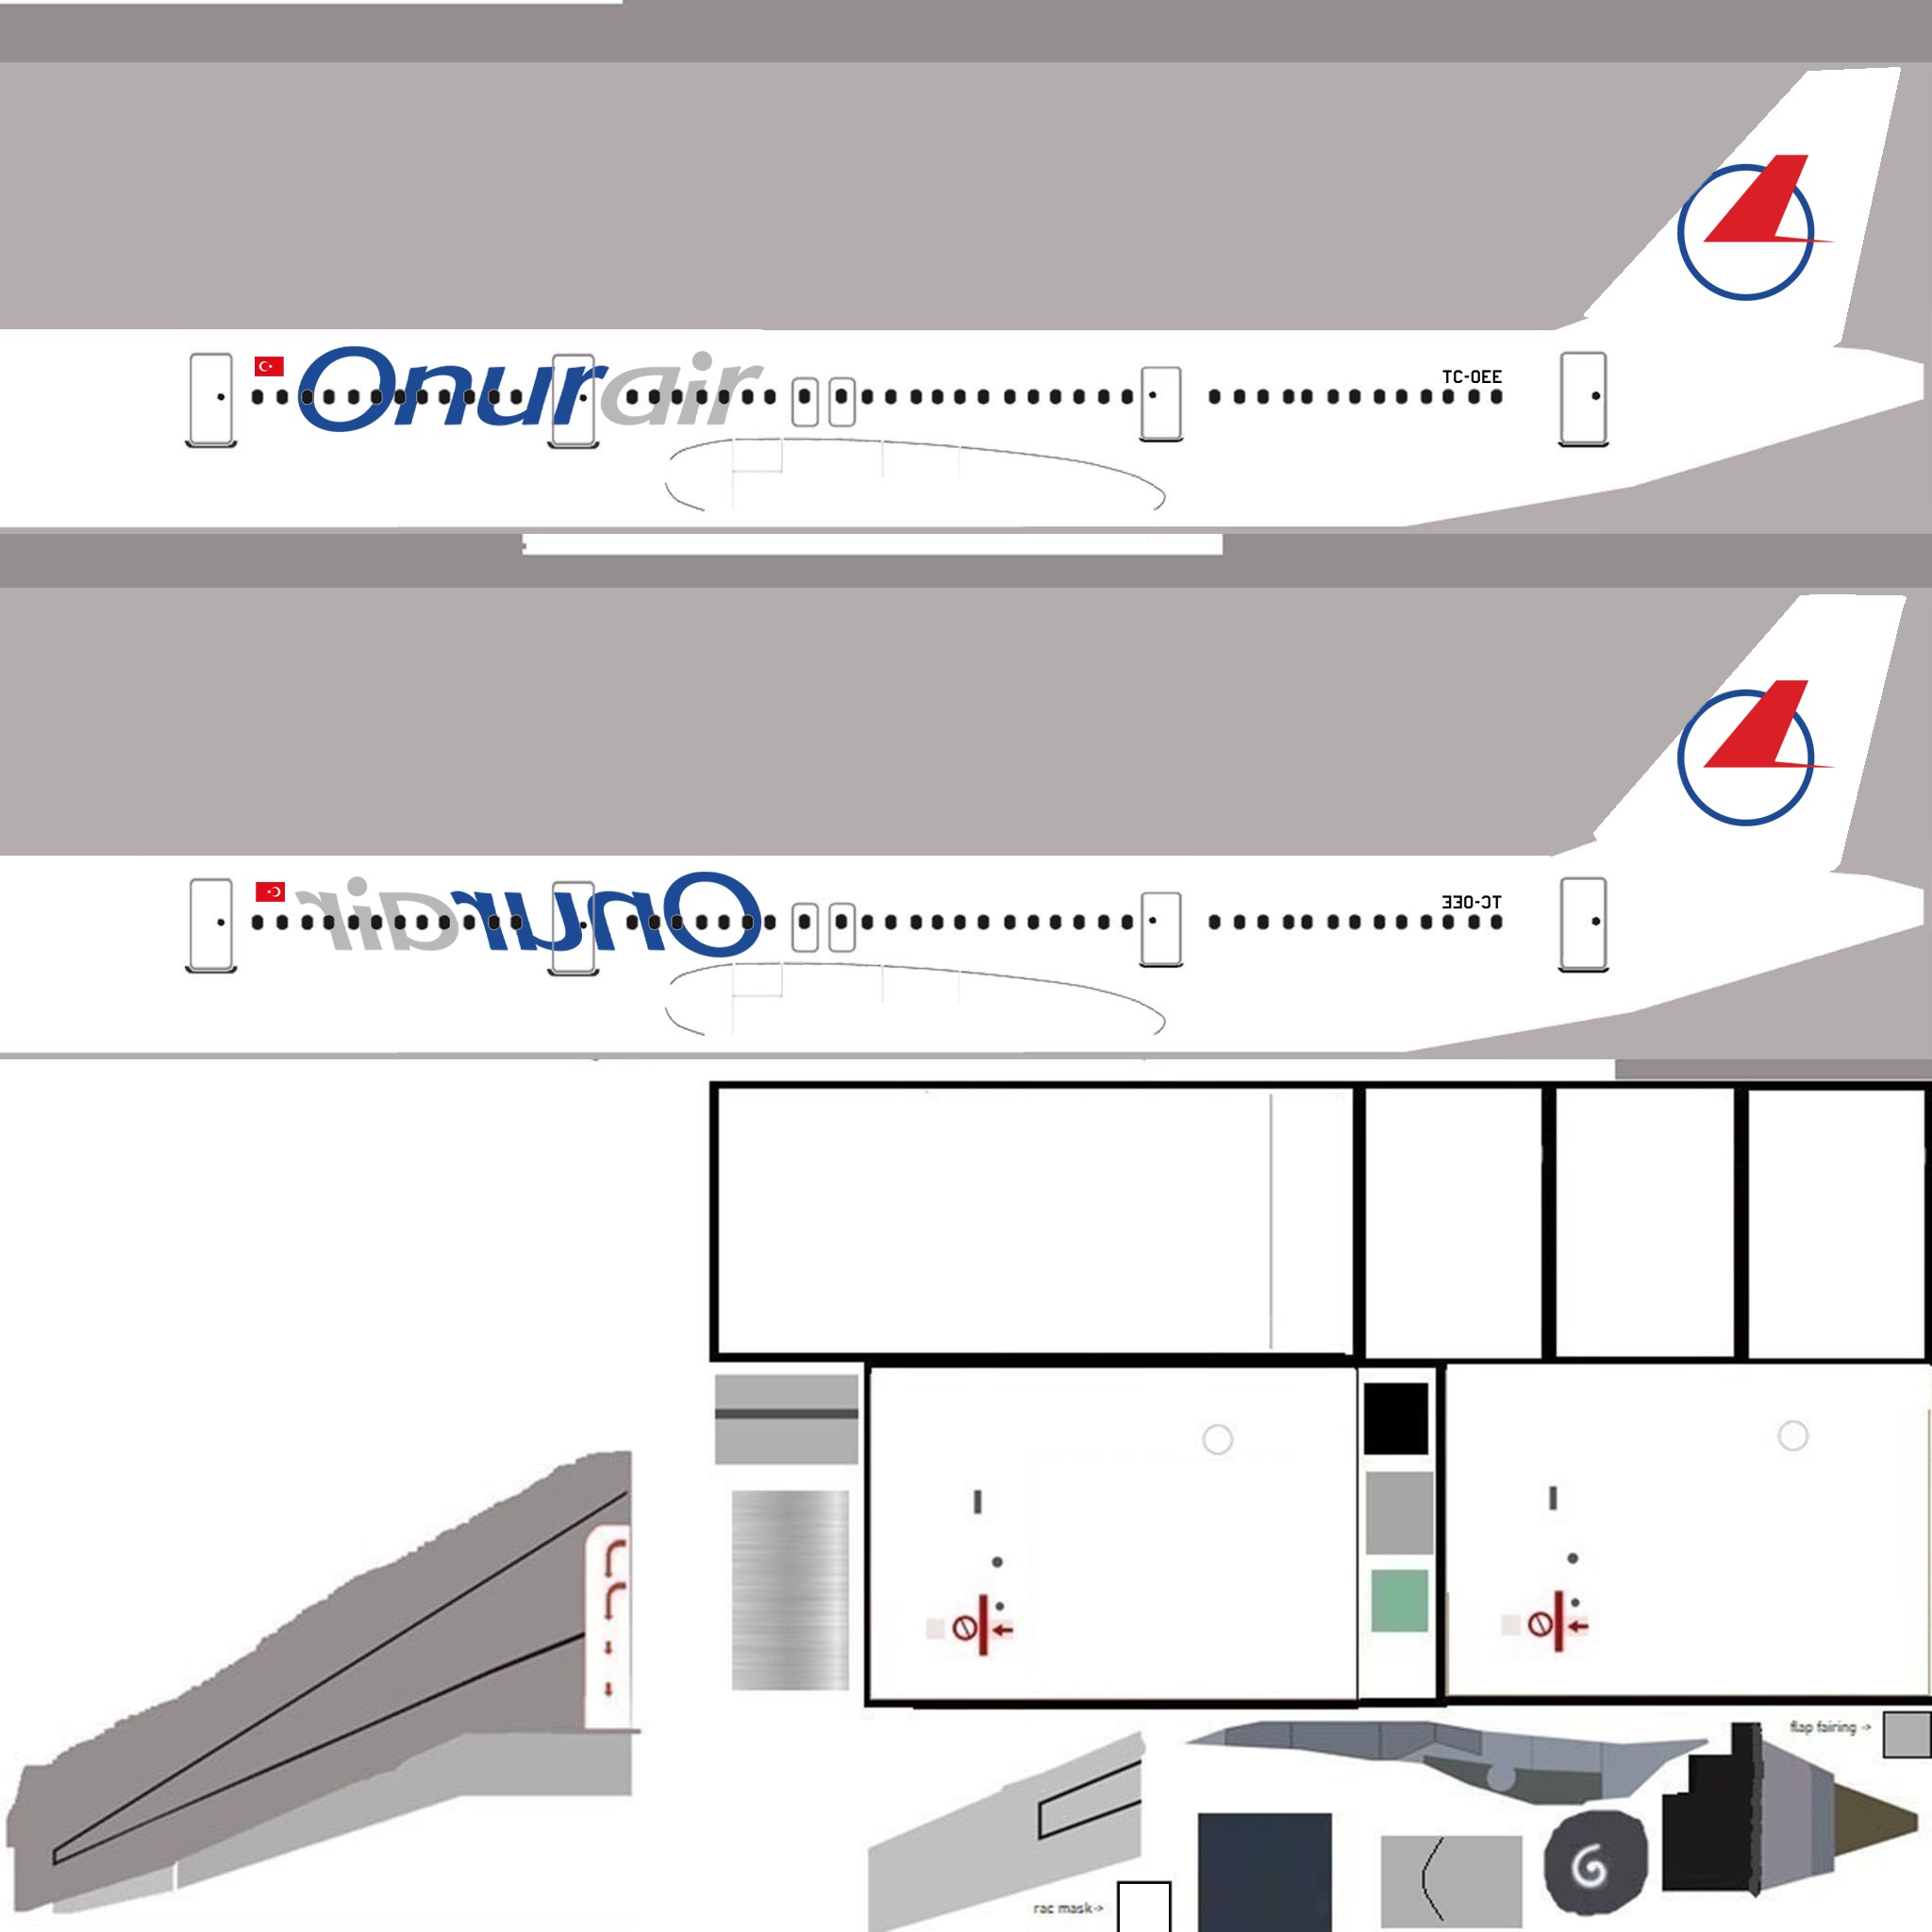 Onurair
TC-OEE
Onurair
TC-OEE
flap fairing ->
rac mask->